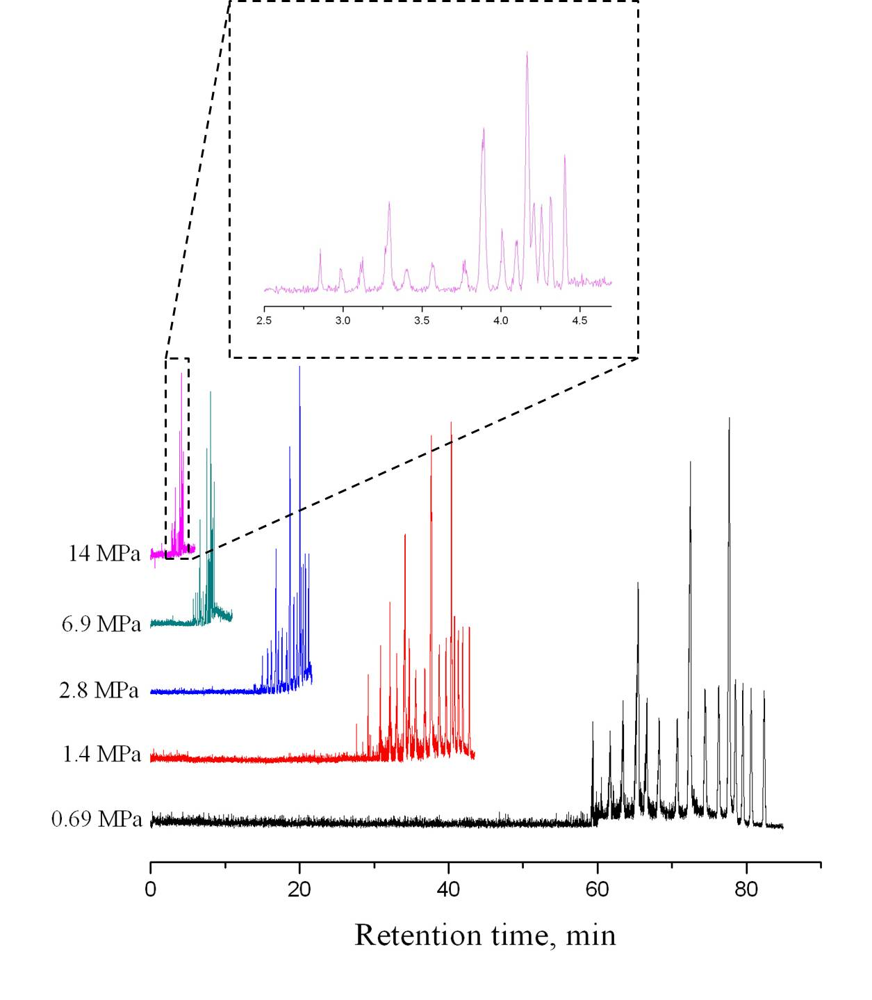 2.5 3.0 3.5 4.0 4.5
14 MPa
6.9 MPa
2.8 MPa
1.4 MPa
0.69 MPa
0 20 40 60 80
Retention time, min